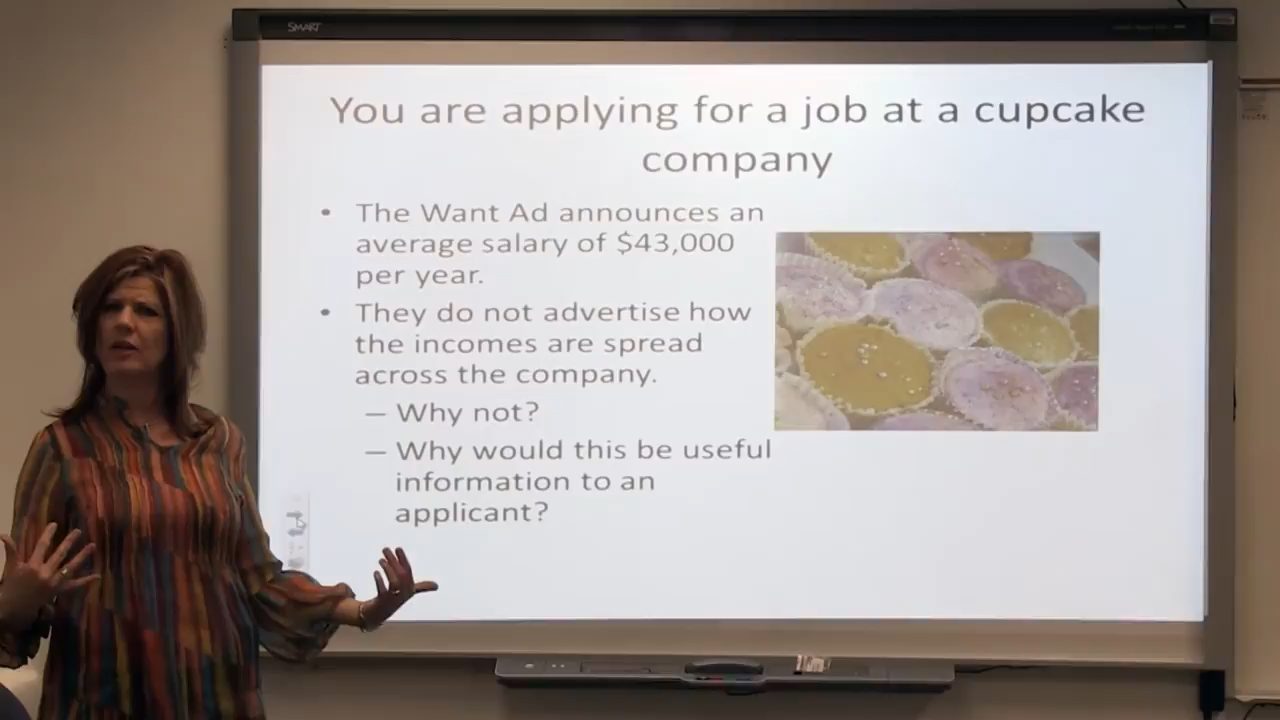 SMART
You are applying for a job at a cupcake
company
• The Want Ad announces an
average salary of $43,000
per year.
• They do not advertise how
the incomes are spread
across the company.
– Why not?
– Why would this be useful
information to an
applicant?